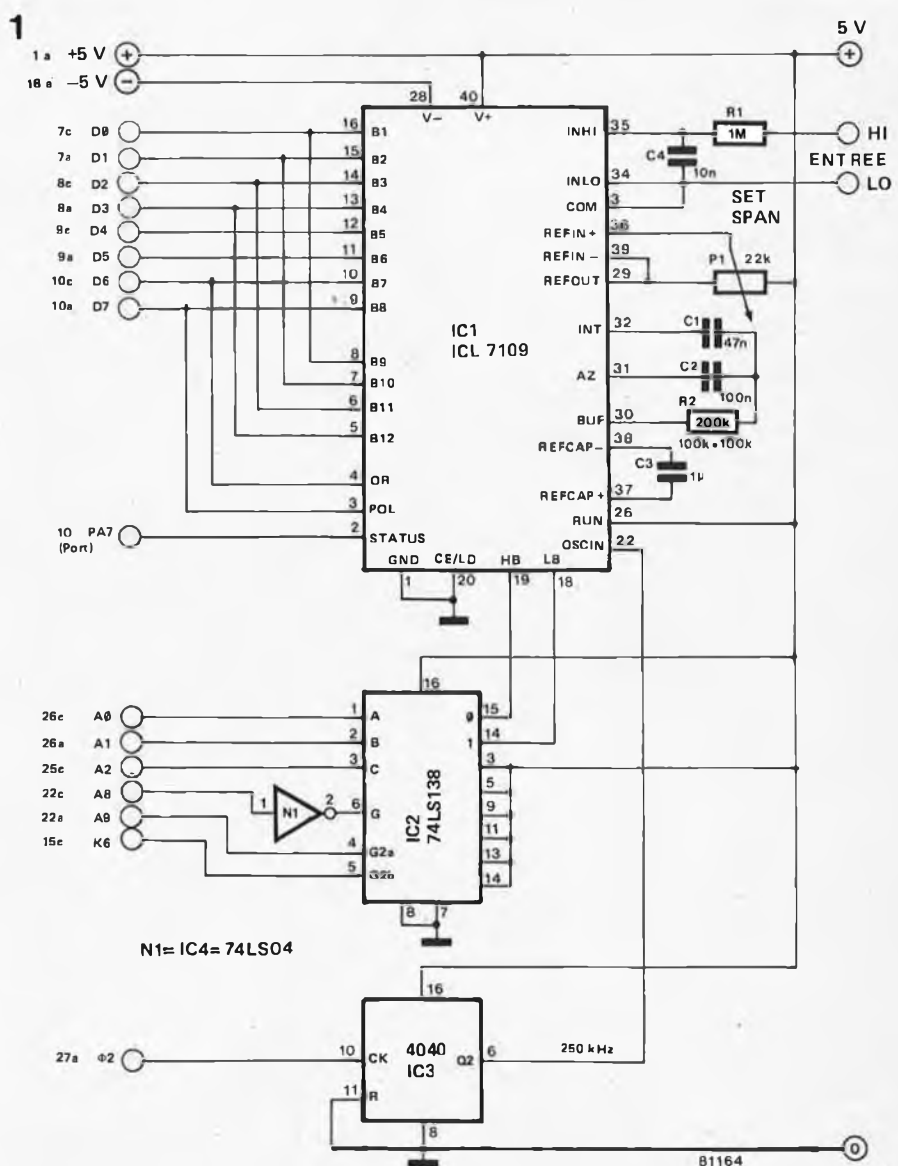 1
1a +5 V +
5 V
+
18a −5 V −
28 40
V− V+
7c D0 16 B1
7a D1 15 B2
8c D2 14 B3
8a D3 13 B4
9c D4 12 B5
9a D5 11 B6
10c D6 10 B7
10a D7 9 B8
8 B9
7 B10
6 B11
5 B12
4 OR
3 POL
10 PA7 2 STATUS
(Port)
IC1
ICL 7109
INHI 35 R1
1M
HI
C4
10n
ENTREE
INLO 34 LO
COM 3
SET
SPAN
REFIN+ 36
REFIN− 39
REFOUT 29 P1 22k
INT 32 C1
47n
AZ 31 C2
100n
BUF 30 R2
200k
100k+100k
REFCAP− 38
C3
1µ
REFCAP+ 37
RUN 26
OSCIN 22
GND CE/LD HB LB
1 20 19 18
16
26c A0 1 A 0 15
26a A1 2 B 1 14
25c A2 3 C 3
22c A8 1 N1 2 6 G 5
22a A9 4 G2a 9
15c K6 5 G2b 11
13
14
IC2
74LS138
8 7
N1= IC4= 74LS04
16
27a Φ2 10 CK
4040
IC3
Q2 6 250 kHz
11 R
8
0
81164